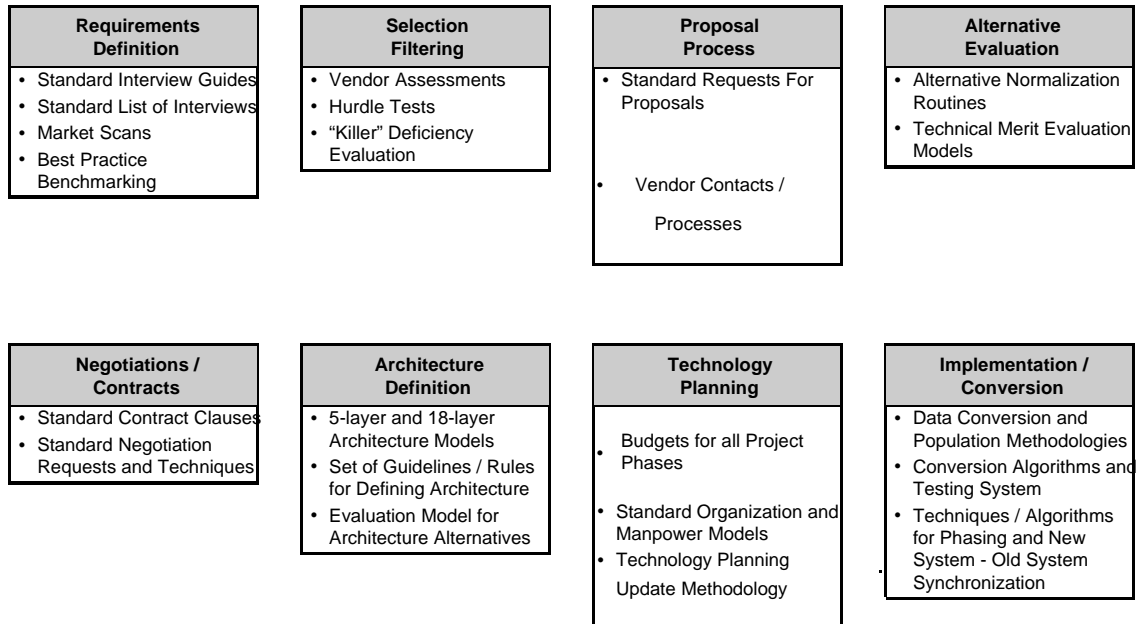 Requirements
Definition
• Standard Interview Guides
• Standard List of Interviews
• Market Scans
• Best Practice
Benchmarking
Selection
Filtering
• Vendor Assessments
• Hurdle Tests
• “Killer” Deficiency
Evaluation
Proposal
Process
• Standard Requests For
Proposals
• Vendor Contacts /
Processes
Alternative
Evaluation
• Alternative Normalization
Routines
• Technical Merit Evaluation
Models
Negotiations /
Contracts
• Standard Contract Clauses
• Standard Negotiation
Requests and Techniques
Architecture
Definition
• 5-layer and 18-layer
Architecture Models
• Set of Guidelines / Rules
for Defining Architecture
• Evaluation Model for
Architecture Alternatives
Technology
Planning
• Budgets for all Project
Phases
• Standard Organization and
Manpower Models
• Technology Planning
Update Methodology
Implementation /
Conversion
• Data Conversion and
Population Methodologies
• Conversion Algorithms and
Testing System
• Techniques / Algorithms
for Phasing and New
System - Old System
Synchronization